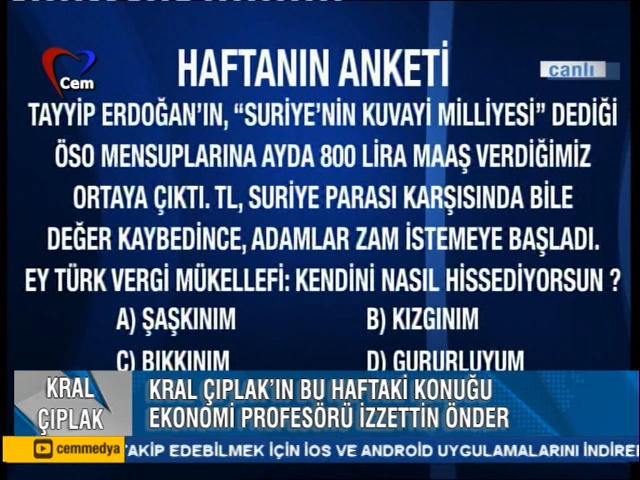 Cem
HAFTANIN ANKETİ
canlı
TAYYİP ERDOĞAN'IN, “SURİYE'NİN KUVAYİ MİLLİYESİ” DEDİĞİ
ÖSO MENSUPLARINA AYDA 800 LİRA MAAŞ VERDİĞİMİZ
ORTAYA ÇIKTI. TL, SURİYE PARASI KARŞISINDA BİLE
DEĞER KAYBEDİNCE, ADAMLAR ZAM İSTEMEYE BAŞLADI.
EY TÜRK VERGİ MÜKELLEFİ: KENDİNİ NASIL HİSSEDİYORSUN ?
A) ŞAŞKINIM B) KIZGINIM
C) BIKKINIM D) GURURLUYUM
KRAL
ÇIPLAK
KRAL ÇIPLAK'IN BU HAFTAKİ KONUĞU
EKONOMİ PROFESÖRÜ İZZETTİN ÖNDER
cemmedya
TAKİP EDEBİLMEK İÇİN İOS VE ANDROİD UYGULAMALARINI İNDİRE